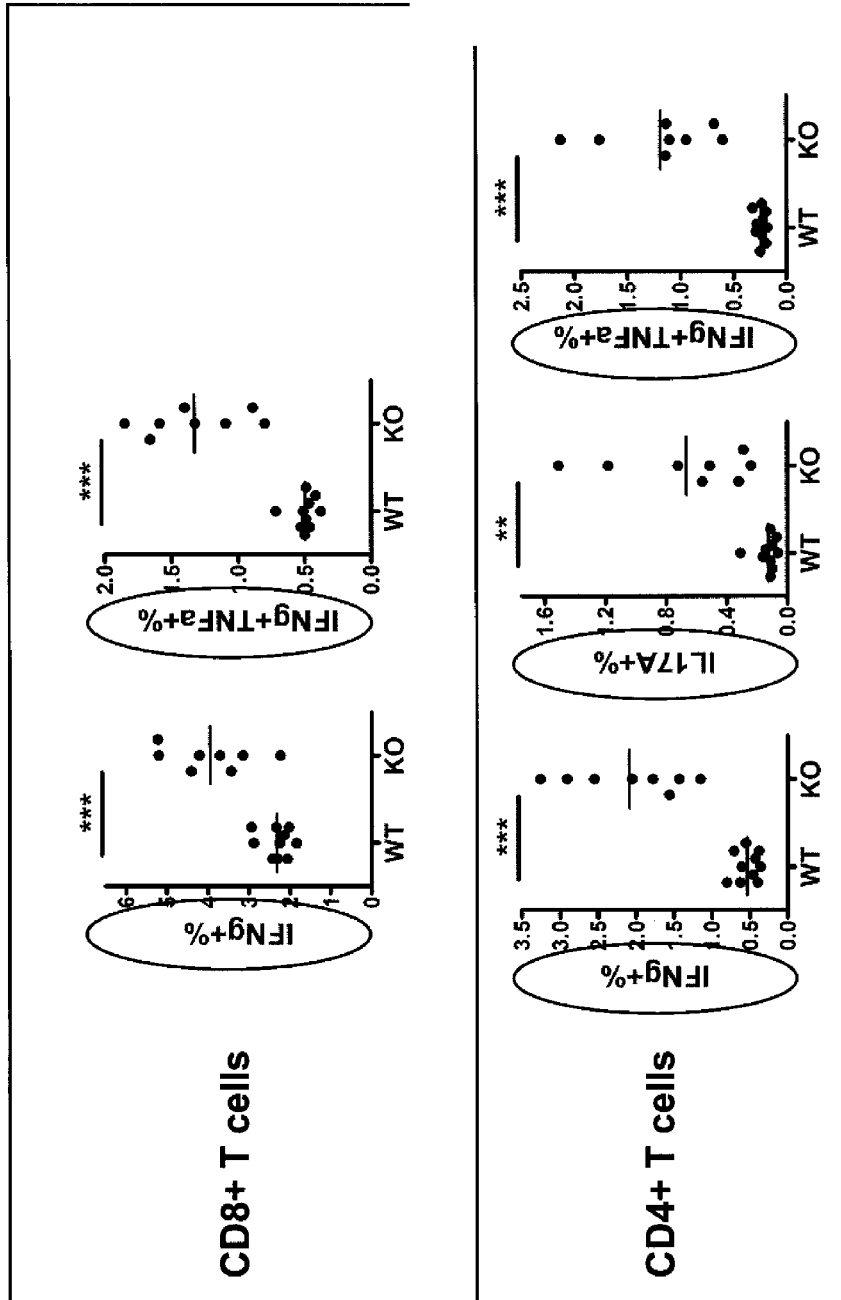 CD8+ T cells
IFNg+%
6
5
4
3
2
1
0
***
WT
KO
IFNg+TNFa+%
2.0
1.5
1.0
0.5
0.0
***
WT
KO
CD4+ T cells
IFNg+%
3.5
3.0
2.5
2.0
1.5
1.0
0.5
0.0
***
WT
KO
IL17A+%
1.6
1.2
0.8
0.4
0.0
**
WT
KO
IFNg+TNFa+%
2.5
2.0
1.5
1.0
0.5
0.0
***
WT
KO